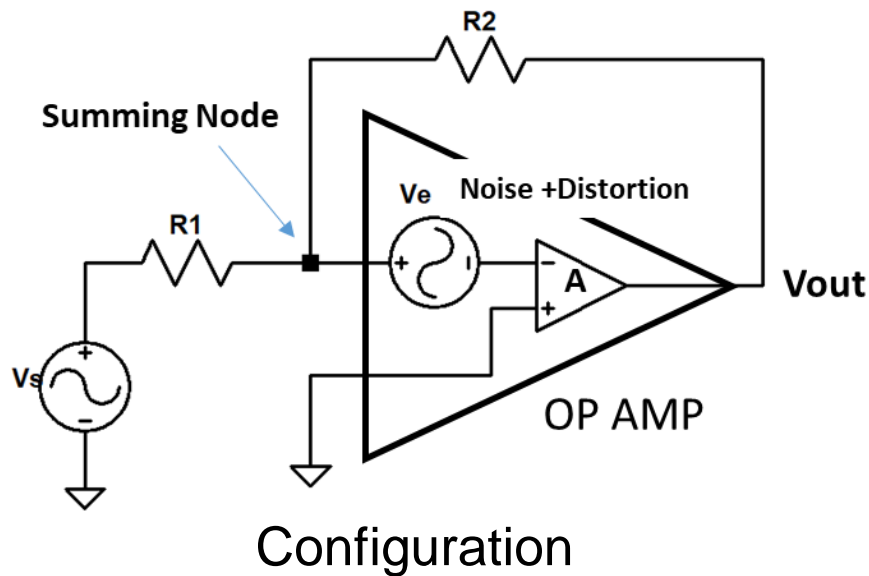 R2
Summing Node
Ve
Noise +Distortion
R1
A
Vout
Vs
OP AMP
Configuration